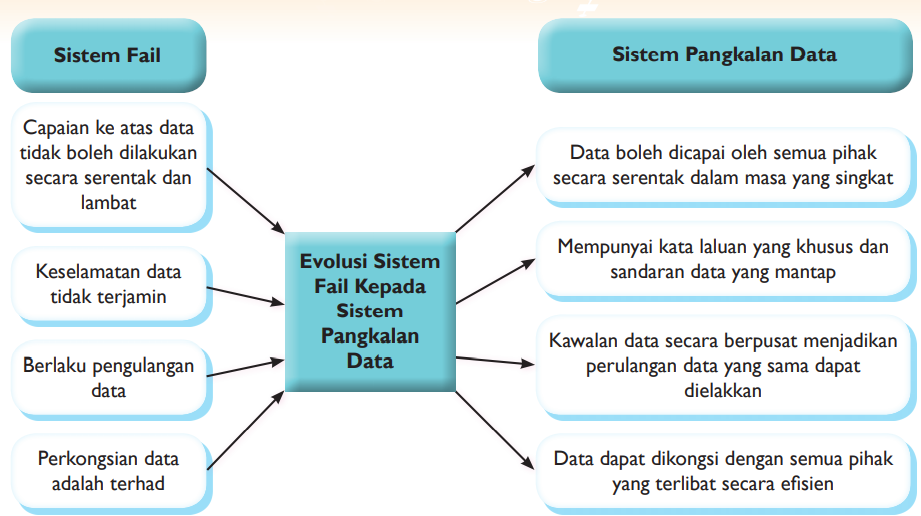 Sistem Fail
Capaian ke atas data
tidak boleh dilakukan
secara serentak dan
lambat
Keselamatan data
tidak terjamin
Berlaku pengulangan
data
Perkongsian data
adalah terhad
Evolusi Sistem
Fail Kepada
Sistem
Pangkalan
Data
Sistem Pangkalan Data
Data boleh dicapai oleh semua pihak
secara serentak dalam masa yang singkat
Mempunyai kata laluan yang khusus dan
sandaran data yang mantap
Kawalan data secara berpusat menjadikan
perulangan data yang sama dapat
dielakkan
Data dapat dikongsi dengan semua pihak
yang terlibat secara efisien